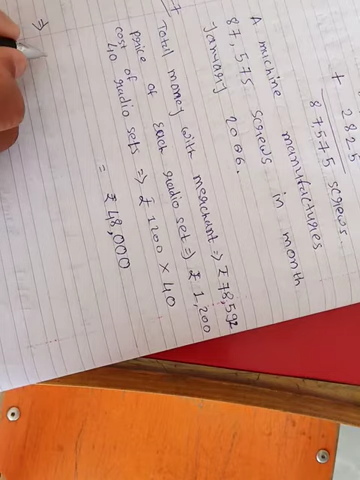 + 2825
87575 screws.
A machine manufactures
87,575 screws in month
January 2006.
7
Total money with merchant ⇒ ₹ 78,592
price of each radio set ⇒ ₹ 1,200
cost of
40 radio sets ⇒ ₹ 1200 × 40
= ₹ 48,000
⇒